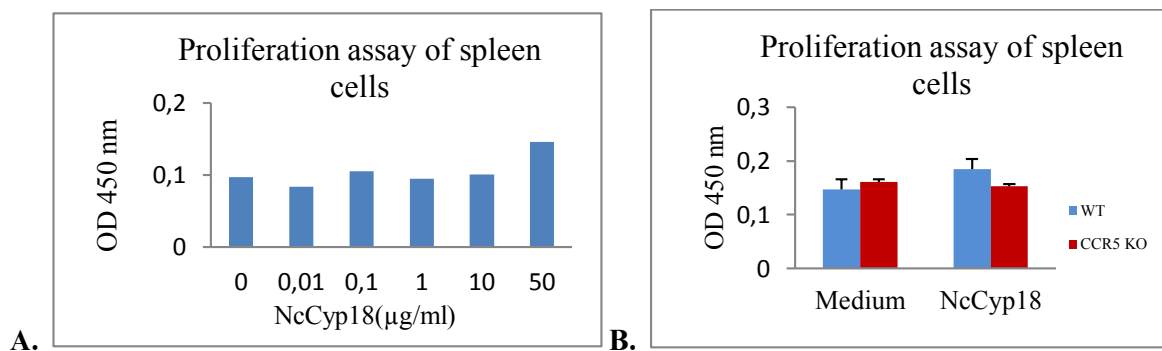 Proliferation assay of spleen
cells
0,2
0,1
0
OD 450 nm
0 0,01 0,1 1 10 50
NcCyp18(µg/ml)
A.
Proliferation assay of spleen
cells
0,3
0,2
0,1
0
OD 450 nm
WT
CCR5 KO
Medium NcCyp18
B.